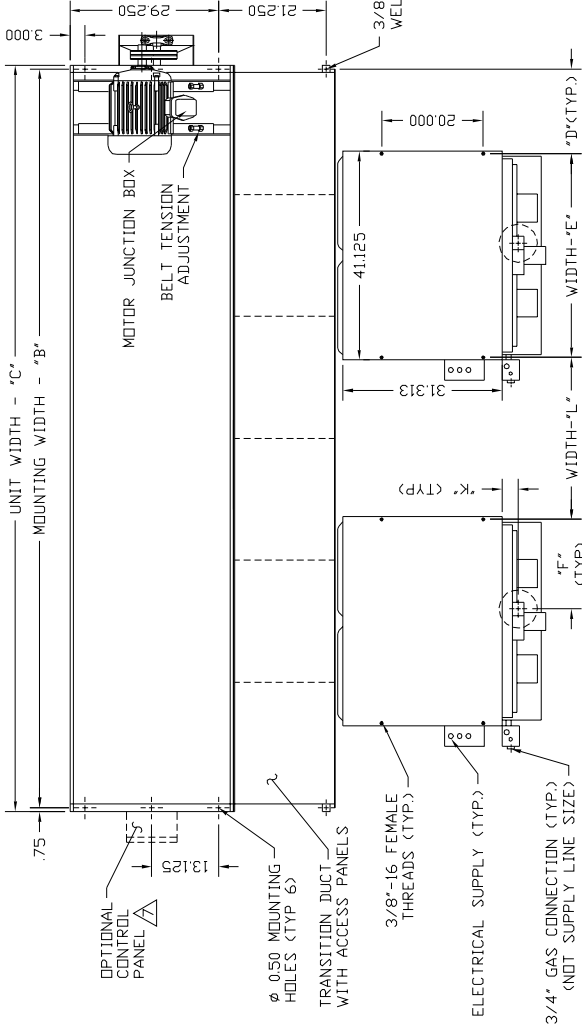 UNIT WIDTH - "C"
MOUNTING WIDTH - "B"
.75
3.000
29.250
21.250
3/8
WEL
MOTOR JUNCTION BOX
BELT TENSION
ADJUSTMENT
OPTIONAL
CONTROL
PANEL 7
13.125
ø 0.50 MOUNTING
HOLES (TYP 6)
TRANSITION DUCT
WITH ACCESS PANELS
20.000
41.125
31.313
"D"(TYP.)
WIDTH-"E"
WIDTH-"L"
"K" (TYP)
"F"
(TYP)
3/8"-16 FEMALE
THREADS (TYP.)
ELECTRICAL SUPPLY (TYP.)
3/4" GAS CONNECTION (TYP.)
(NOT SUPPLY LINE SIZE)